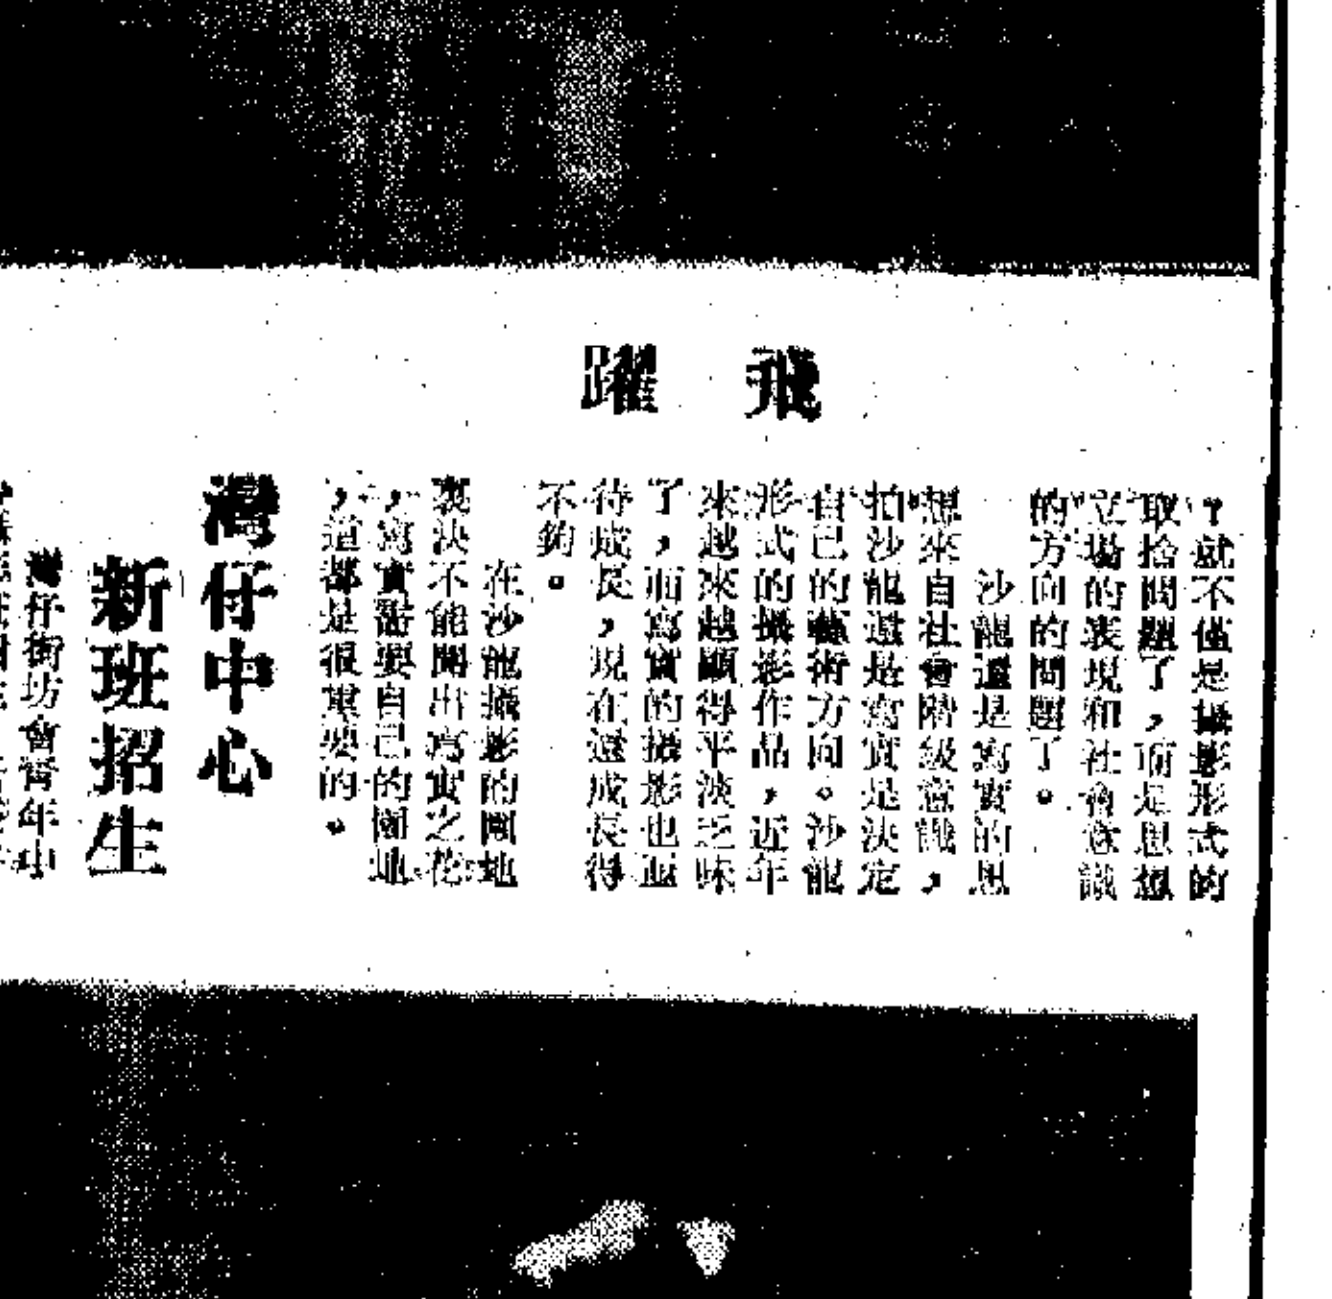 飛躍
？就不僅是攝影形式的
取捨問題了，而是思想
立場的表現和社會意識
的方向的問題了。
沙龍還是寫實的思
想來自社會階級意識，
拍沙龍還是寫實是決定
自己的藝術方向。沙龍
形式的攝影作品，近年
來越來越顯得平淡乏味
了，而寫實的攝影也亟
待成長，現在還成長得
不夠。
在沙龍攝影的園地
裏決不能開出寫實之花
，寫實需要自己的園地
，這都是很重要的。
灣仔中心
新班招生
灣仔街坊會青年中